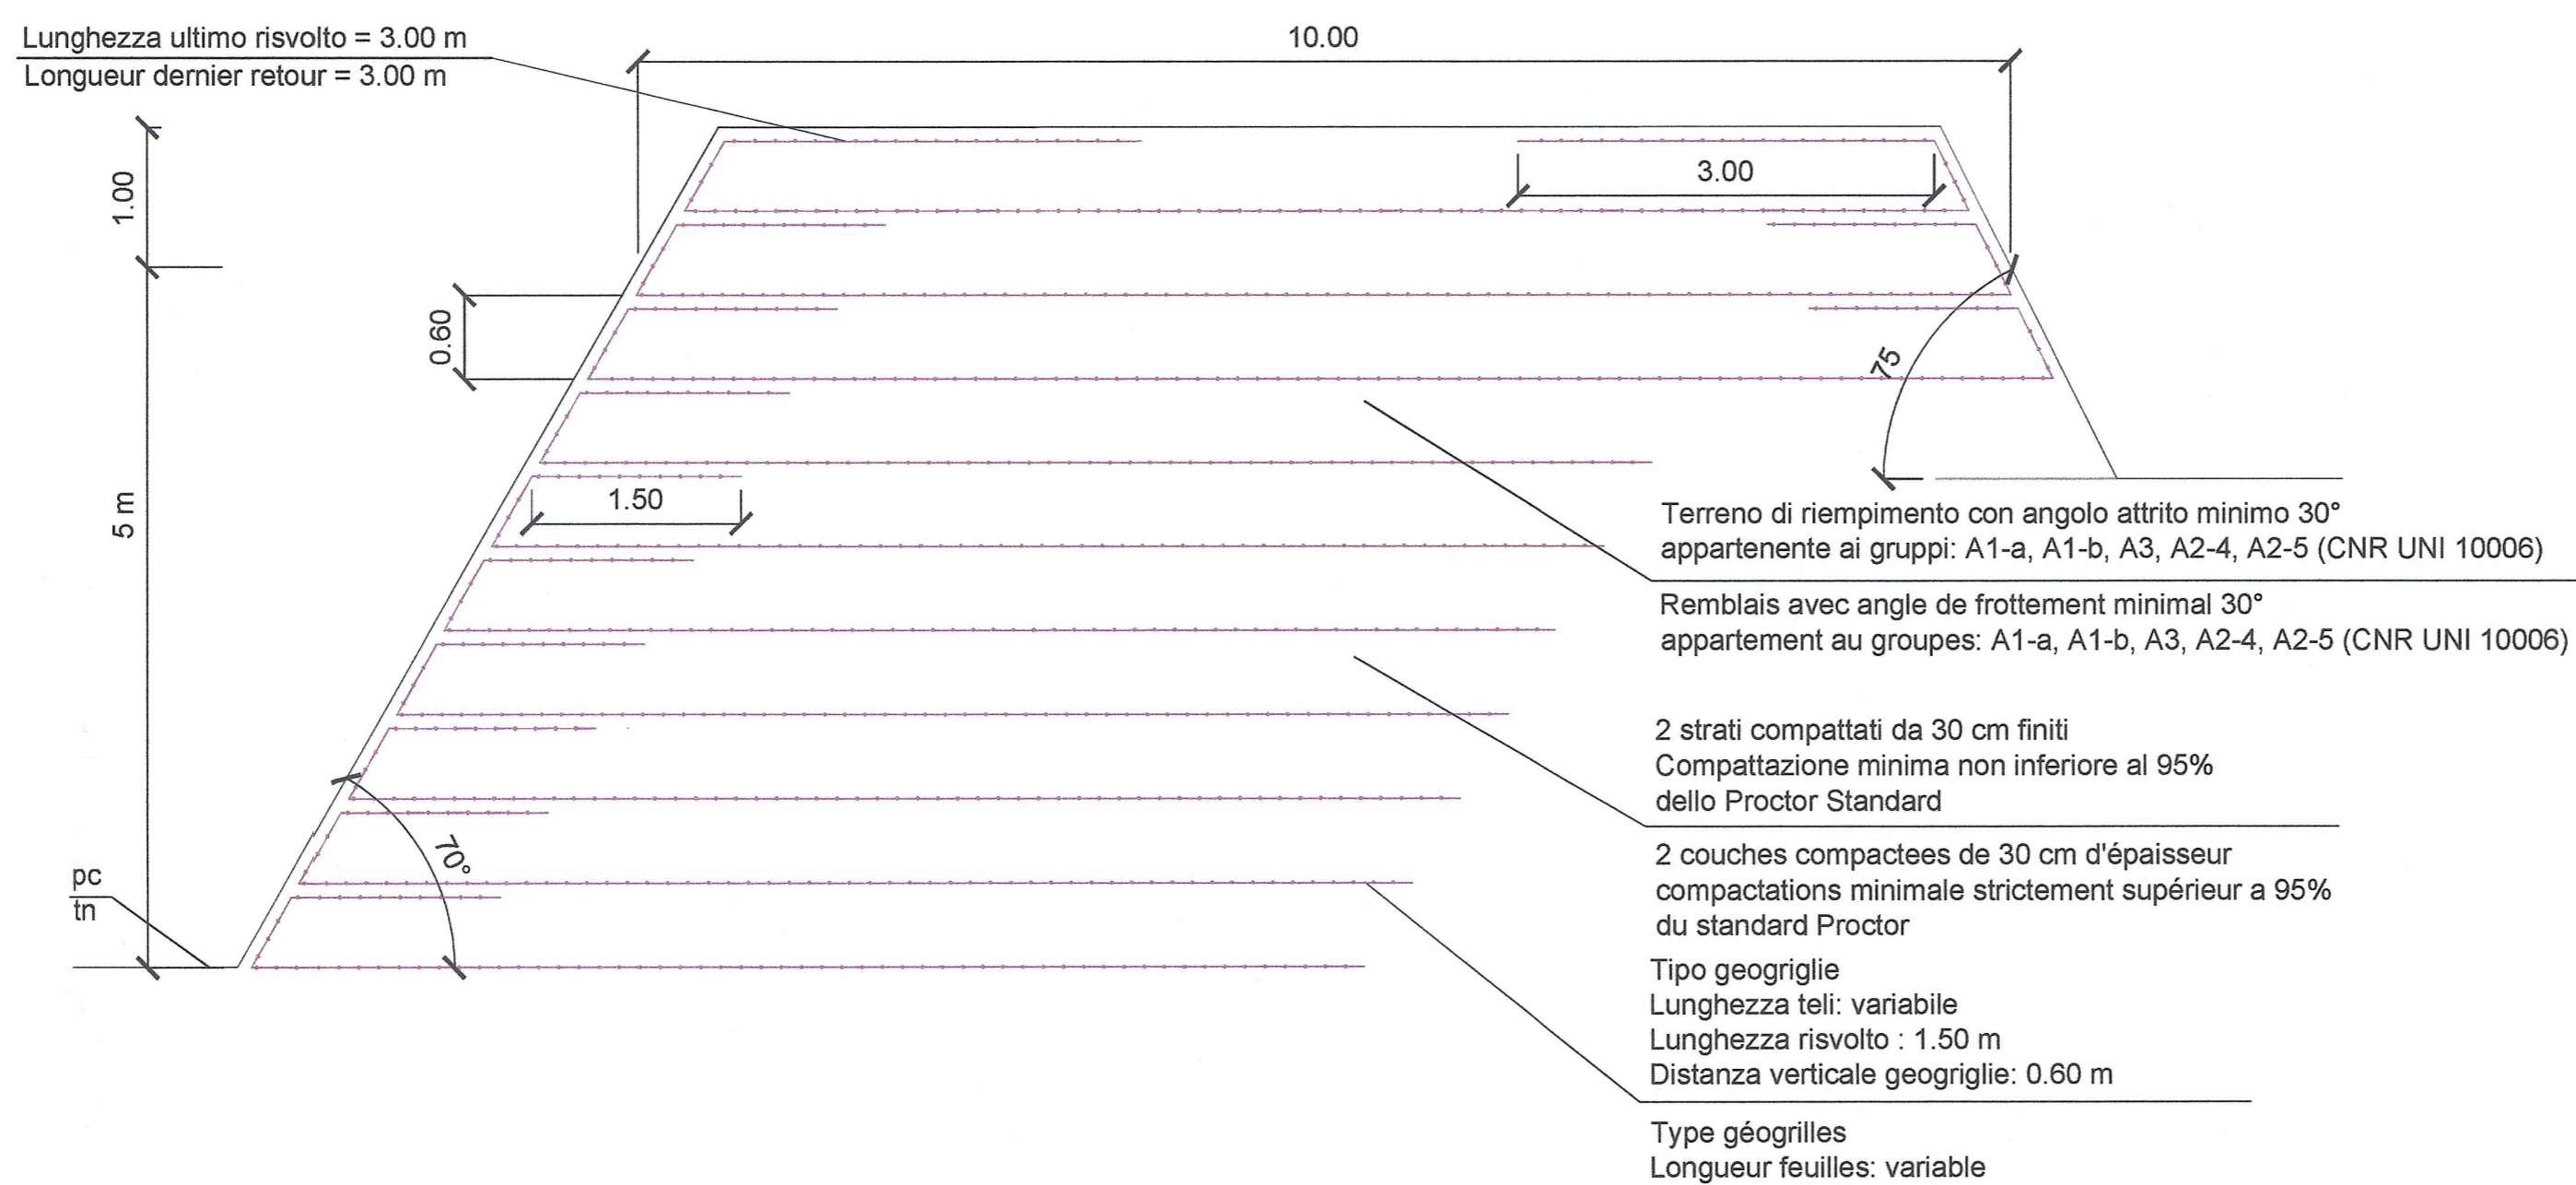 Lunghezza ultimo risvolto = 3.00 m
Longueur dernier retour = 3.00 m
10.00
1.00
3.00
0.60
75
5 m
1.50
Terreno di riempimento con angolo attrito minimo 30°
appartenente ai gruppi: A1-a, A1-b, A3, A2-4, A2-5 (CNR UNI 10006)
Remblais avec angle de frottement minimal 30°
appartement au groupes: A1-a, A1-b, A3, A2-4, A2-5 (CNR UNI 10006)
2 strati compattati da 30 cm finiti
Compattazione minima non inferiore al 95%
dello Proctor Standard
70°
2 couches compactees de 30 cm d'épaisseur
compactations minimale strictement supérieur a 95%
du standard Proctor
pc
tn
Tipo geogriglie
Lunghezza teli: variabile
Lunghezza risvolto : 1.50 m
Distanza verticale geogriglie: 0.60 m
Type géogrilles
Longueur feuilles: variable